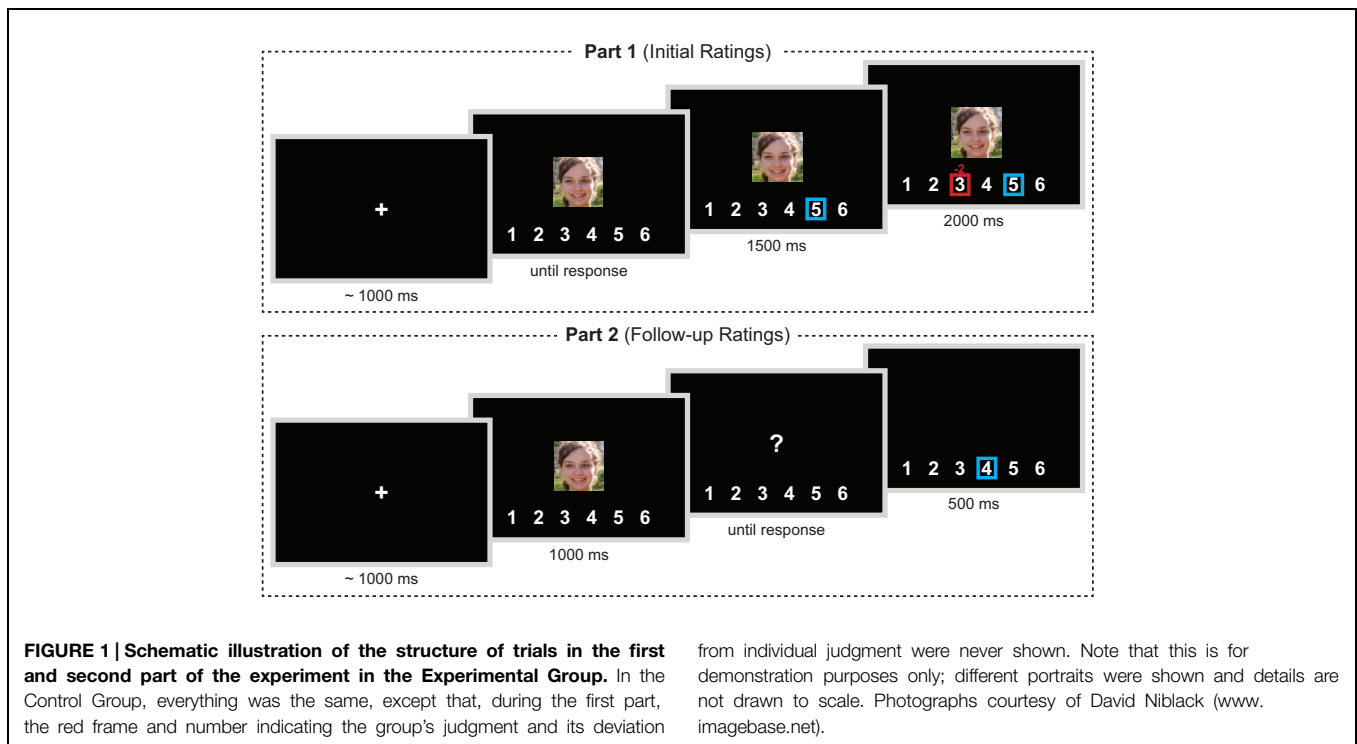 Part 1 (Initial Ratings)
+
~ 1000 ms
1 2 3 4 5 6
until response
1 2 3 4 5 6
1500 ms
-2
1 2 3 4 5 6
2000 ms
Part 2 (Follow-up Ratings)
+
~ 1000 ms
1 2 3 4 5 6
1000 ms
?
1 2 3 4 5 6
until response
1 2 3 4 5 6
500 ms
FIGURE 1 | Schematic illustration of the structure of trials in the first
and second part of the experiment in the Experimental Group. In the
Control Group, everything was the same, except that, during the first part,
the red frame and number indicating the group's judgment and its deviation
from individual judgment were never shown. Note that this is for
demonstration purposes only; different portraits were shown and details are
not drawn to scale. Photographs courtesy of David Niblack (www.
imagebase.net).